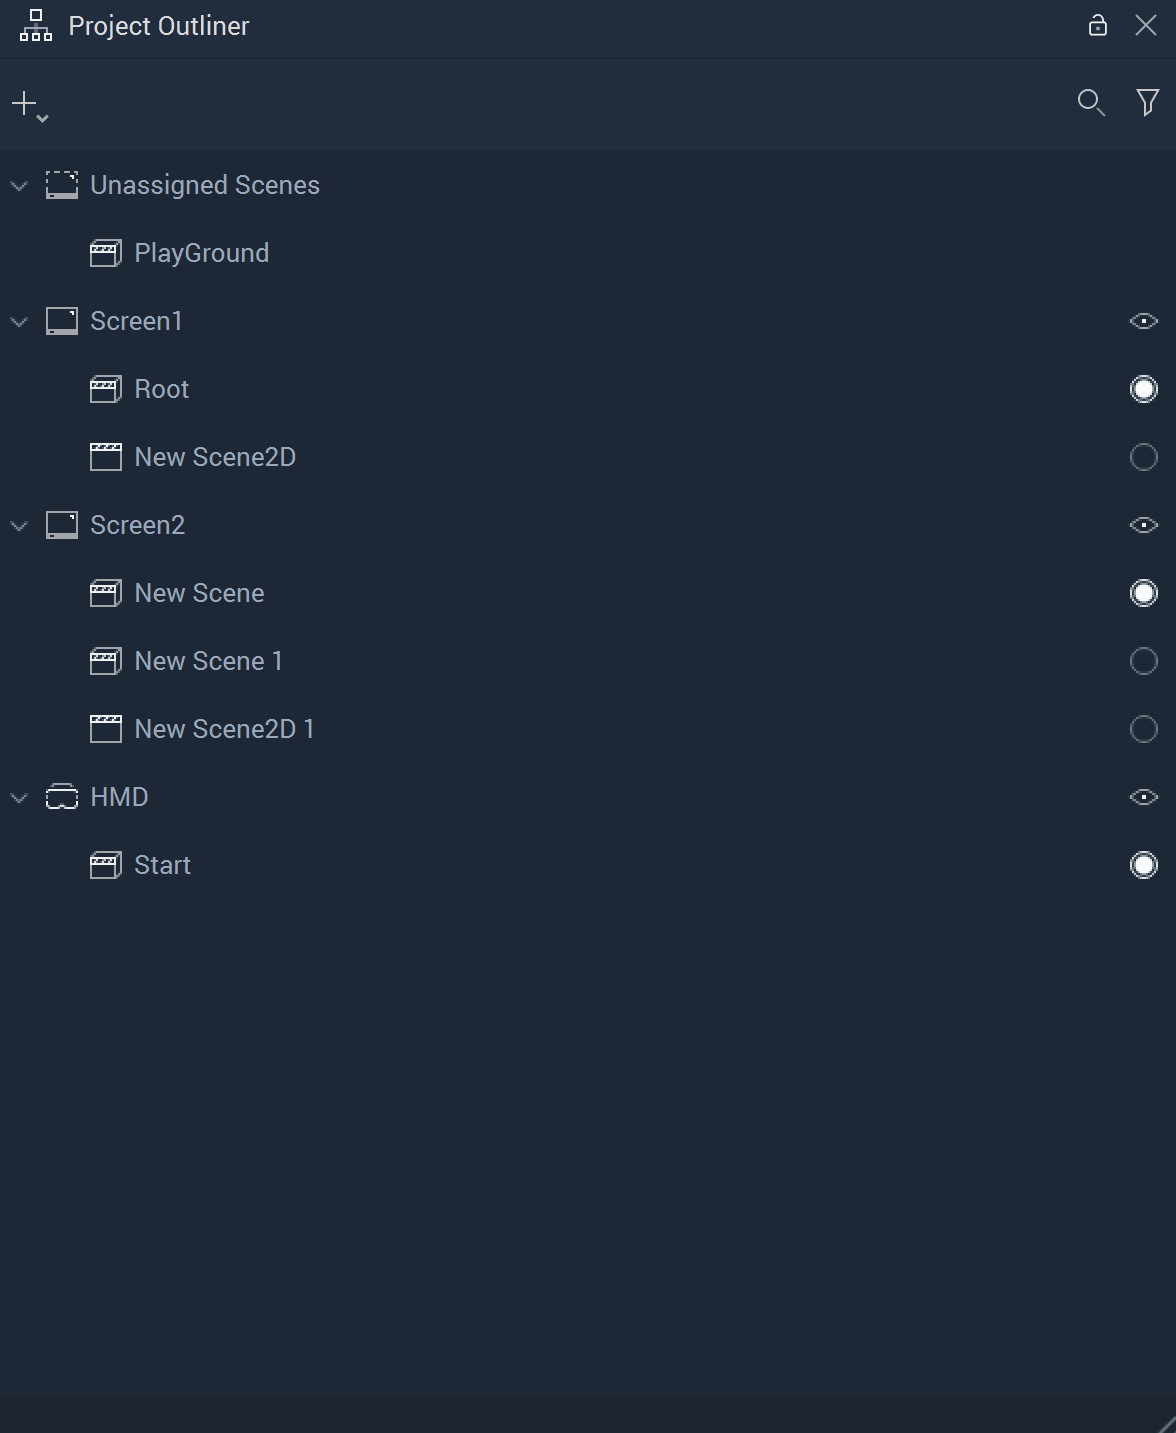 Project Outliner
Unassigned Scenes
PlayGround
Screen1
Root
New Scene2D
Screen2
New Scene
New Scene 1
New Scene2D 1
HMD
Start